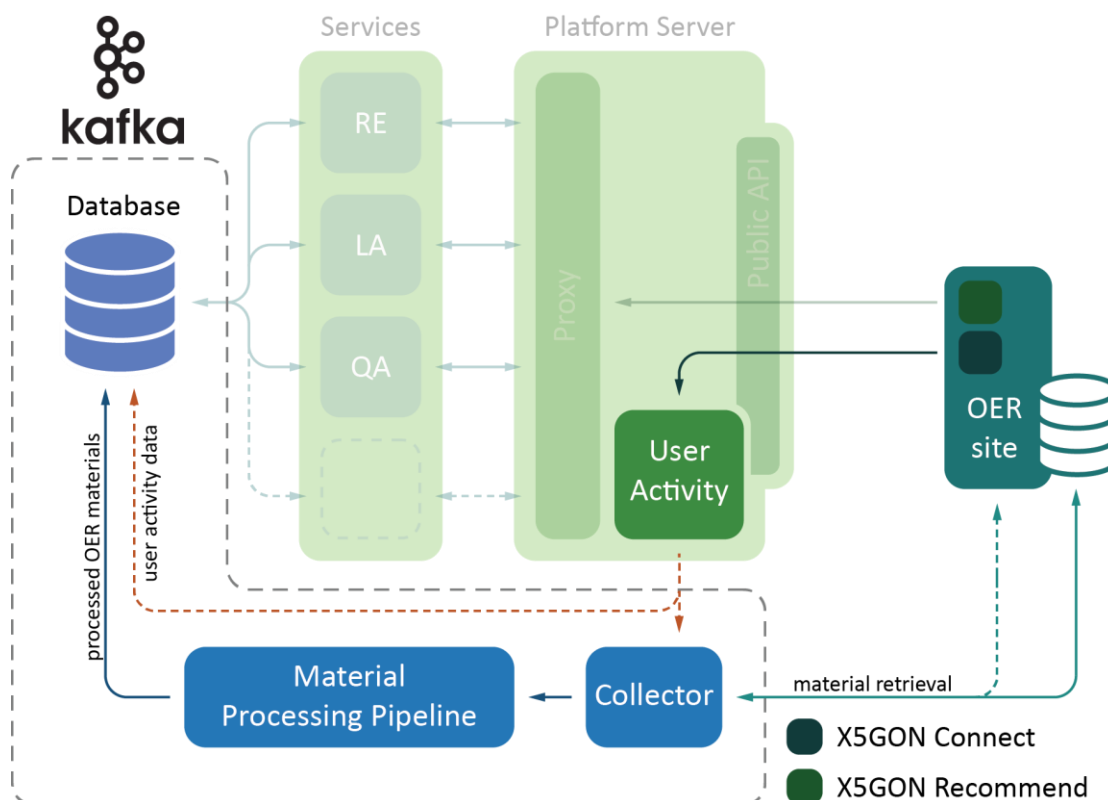 Services
Platform Server
kafka
RE
Database
LA
Public API
Proxy
QA
OER
site
User
Activity
processed OER materials
user activity data
Material
Processing Pipeline
Collector
material retrieval
X5GON Connect
X5GON Recommend